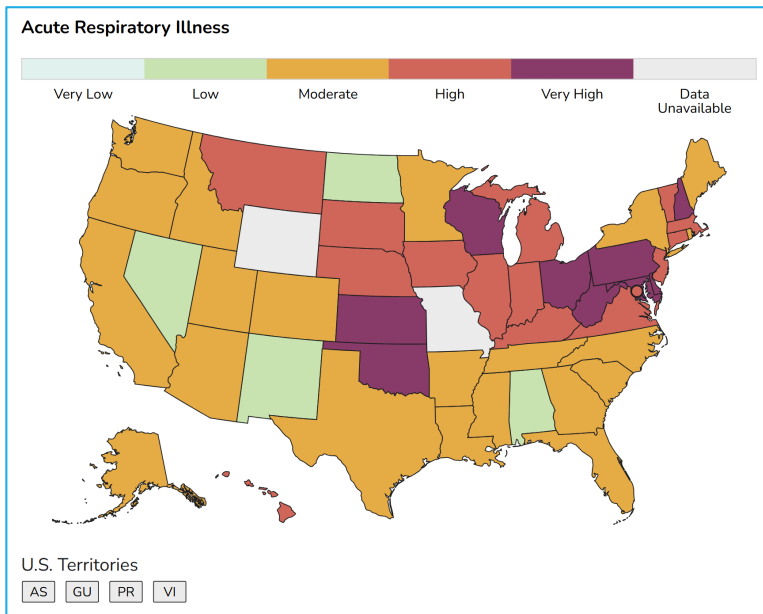 Acute Respiratory Illness
Very Low
Low
Moderate
High
Very High
Data
Unavailable
U.S. Territories
AS
GU
PR
VI